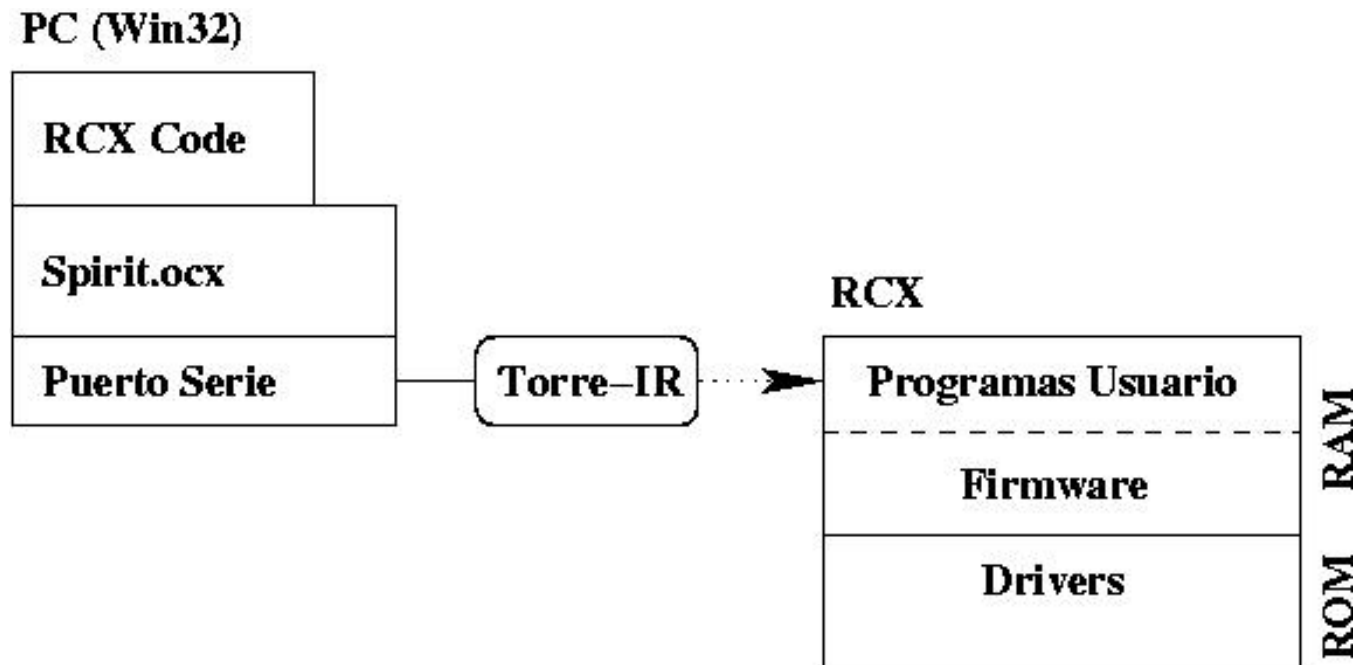 PC (Win32)
RCX Code
Spirit.ocx
Puerto Serie
Torre–IR
RCX
Programas Usuario
Firmware
Drivers
RAM
ROM